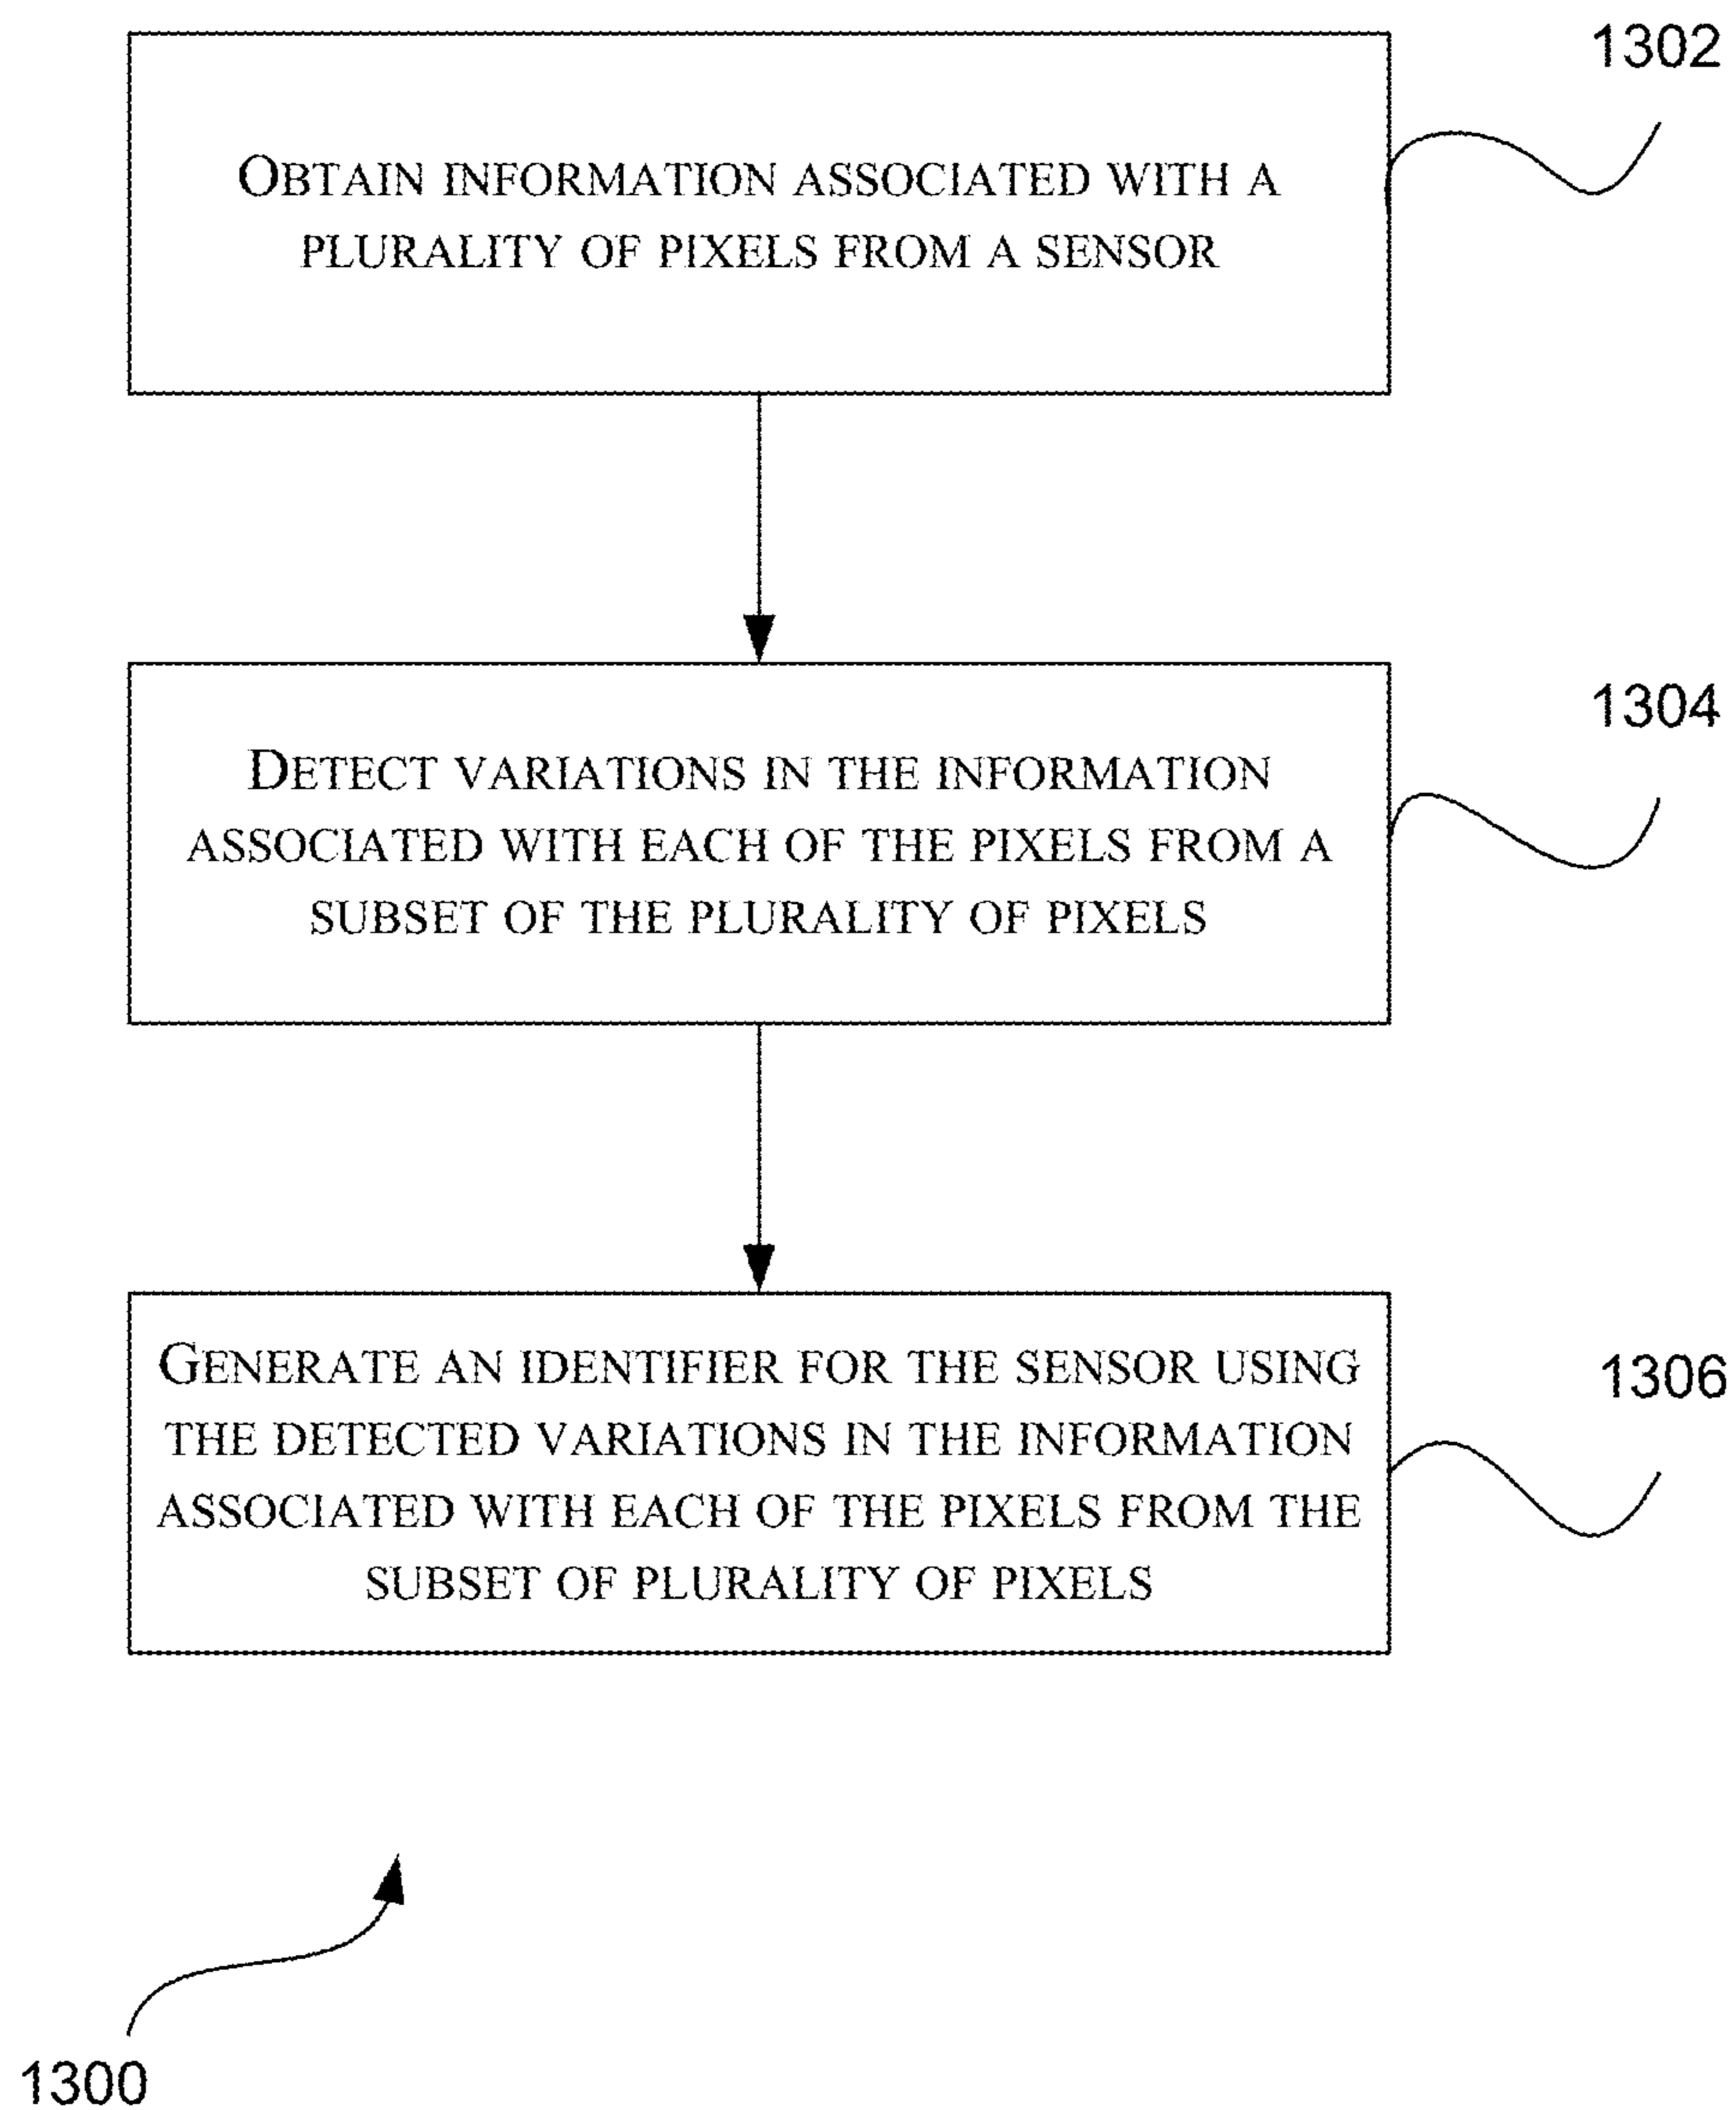 1302
OBTAIN INFORMATION ASSOCIATED WITH A
PLURALITY OF PIXELS FROM A SENSOR
1304
DETECT VARIATIONS IN THE INFORMATION
ASSOCIATED WITH EACH OF THE PIXELS FROM A
SUBSET OF THE PLURALITY OF PIXELS
1306
GENERATE AN IDENTIFIER FOR THE SENSOR USING
THE DETECTED VARIATIONS IN THE INFORMATION
ASSOCIATED WITH EACH OF THE PIXELS FROM THE
SUBSET OF PLURALITY OF PIXELS
1300